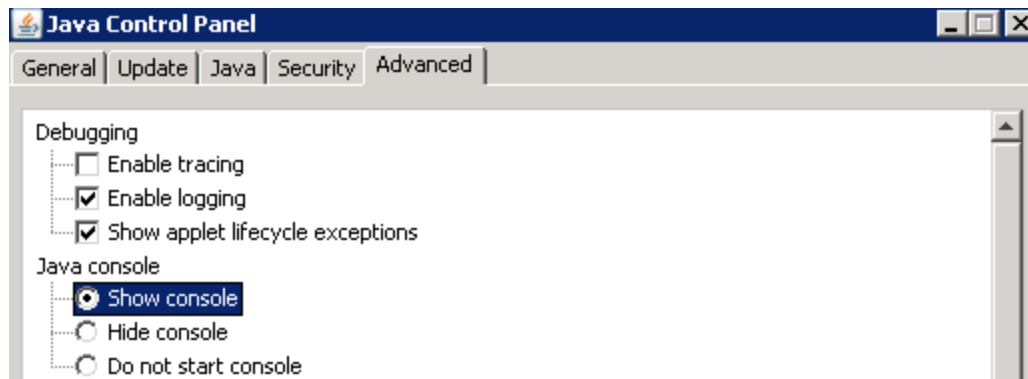 Java Control Panel
General Update Java Security Advanced
Debugging
Enable tracing
Enable logging
Show applet lifecycle exceptions
Java console
Show console
Hide console
Do not start console